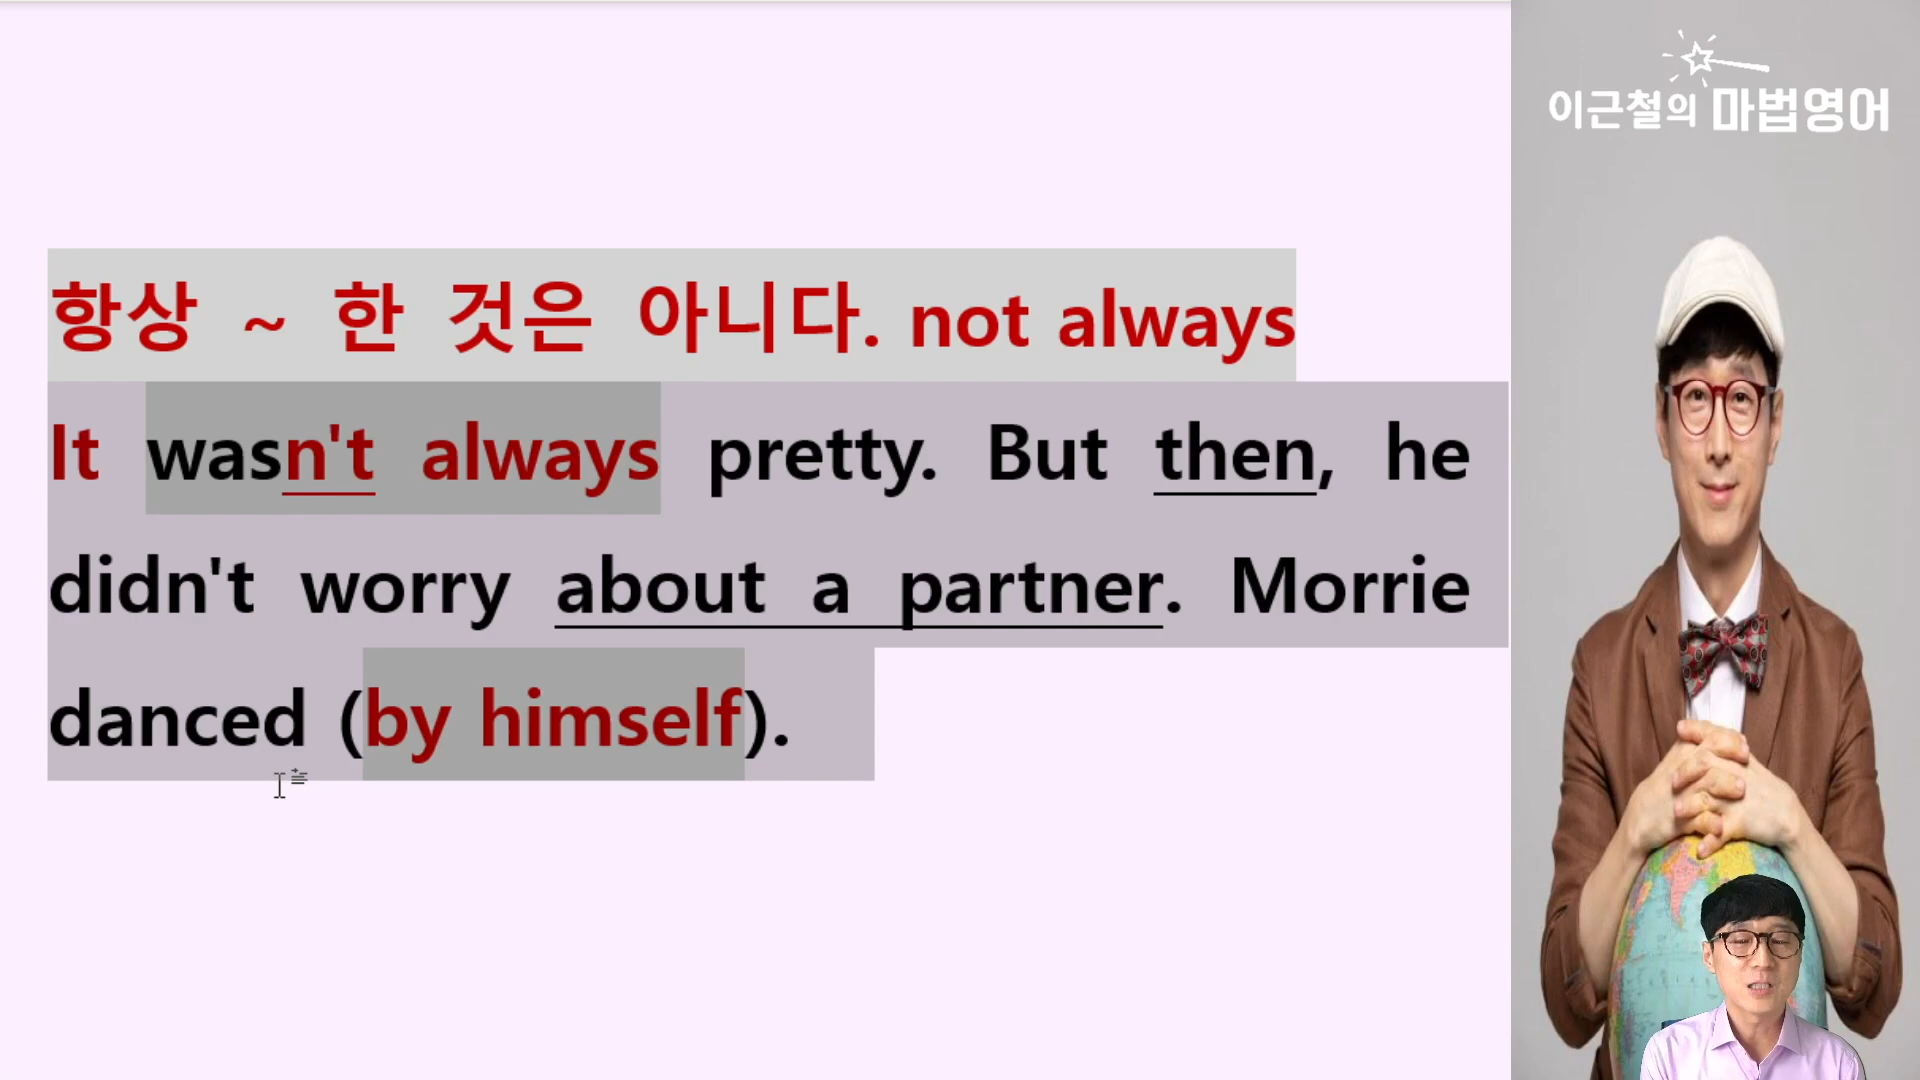 이근철의 마법영어
항상 ~ 한 것은 아니다. not always
It wasn't always pretty. But then, he
didn't worry about a partner. Morrie
danced (by himself).